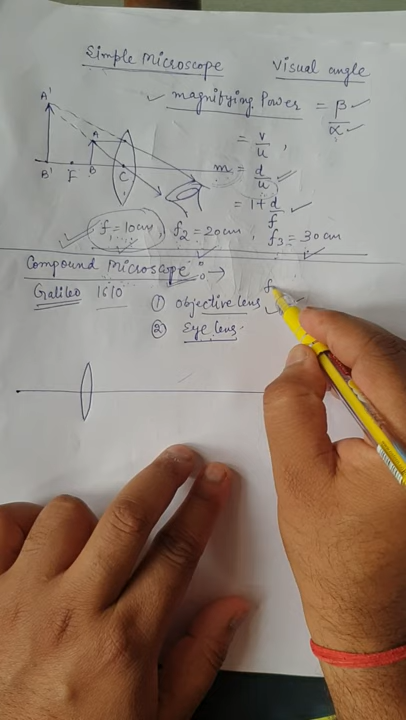 Simple Microscope Visual angle
✓ magnifying Power = β/α ✓
= v/u ,
m = d/u
= 1 + d/f ✓
A' A B' F B C
f = 10 cm , f2 = 20 cm , f3 = 30 cm
Compound Microscope :→
Galileo 1610
① Objective lens f
② Eye lens.